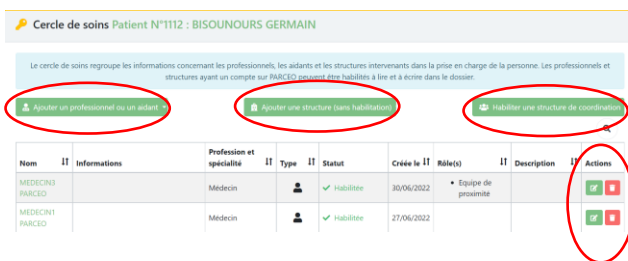 Cercle de soins Patient N°1112 : BISOUNOURS GERMAIN
Le cercle de soins regroupe les informations concernant les professionnels, les aidants et les structures intervenants dans la prise en charge de la personne. Les professionnels et
structures ayant un compte sur PARCEO peuvent être habilités à lire et à écrire dans le dossier.
Ajouter un professionnel ou un aidant
Ajouter une structure (sans habilitation)
Habiliter une structure de coordination
Nom Informations Profession et spécialité Type Statut Créée le Rôle(s) Description Actions
MEDECIN3 PARCEO Médecin Habilitée 30/06/2022 • Equipe de proximité
MEDECIN1 PARCEO Médecin Habilitée 27/06/2022